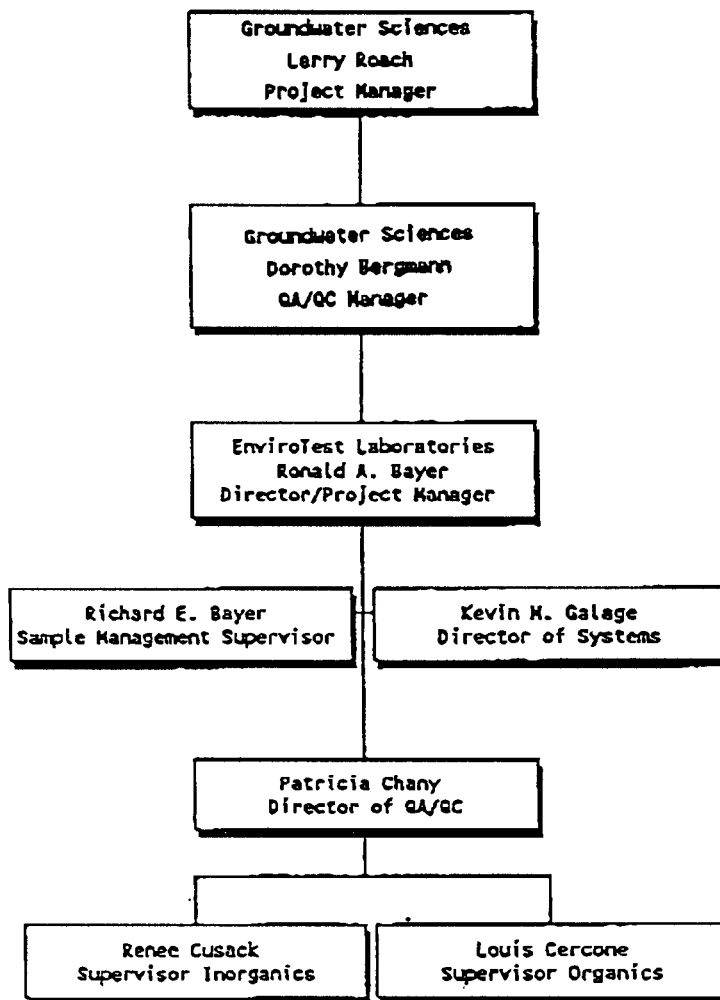 Groundwater Sciences
Larry Roach
Project Manager
Groundwater Sciences
Dorothy Bergmann
QA/QC Manager
EnviroTest Laboratories
Ronald A. Bayer
Director/Project Manager
Richard E. Bayer
Sample Management Supervisor
Kevin M. Galage
Director of Systems
Patricia Chany
Director of QA/QC
Renee Cusack
Supervisor Inorganics
Louis Cercone
Supervisor Organics